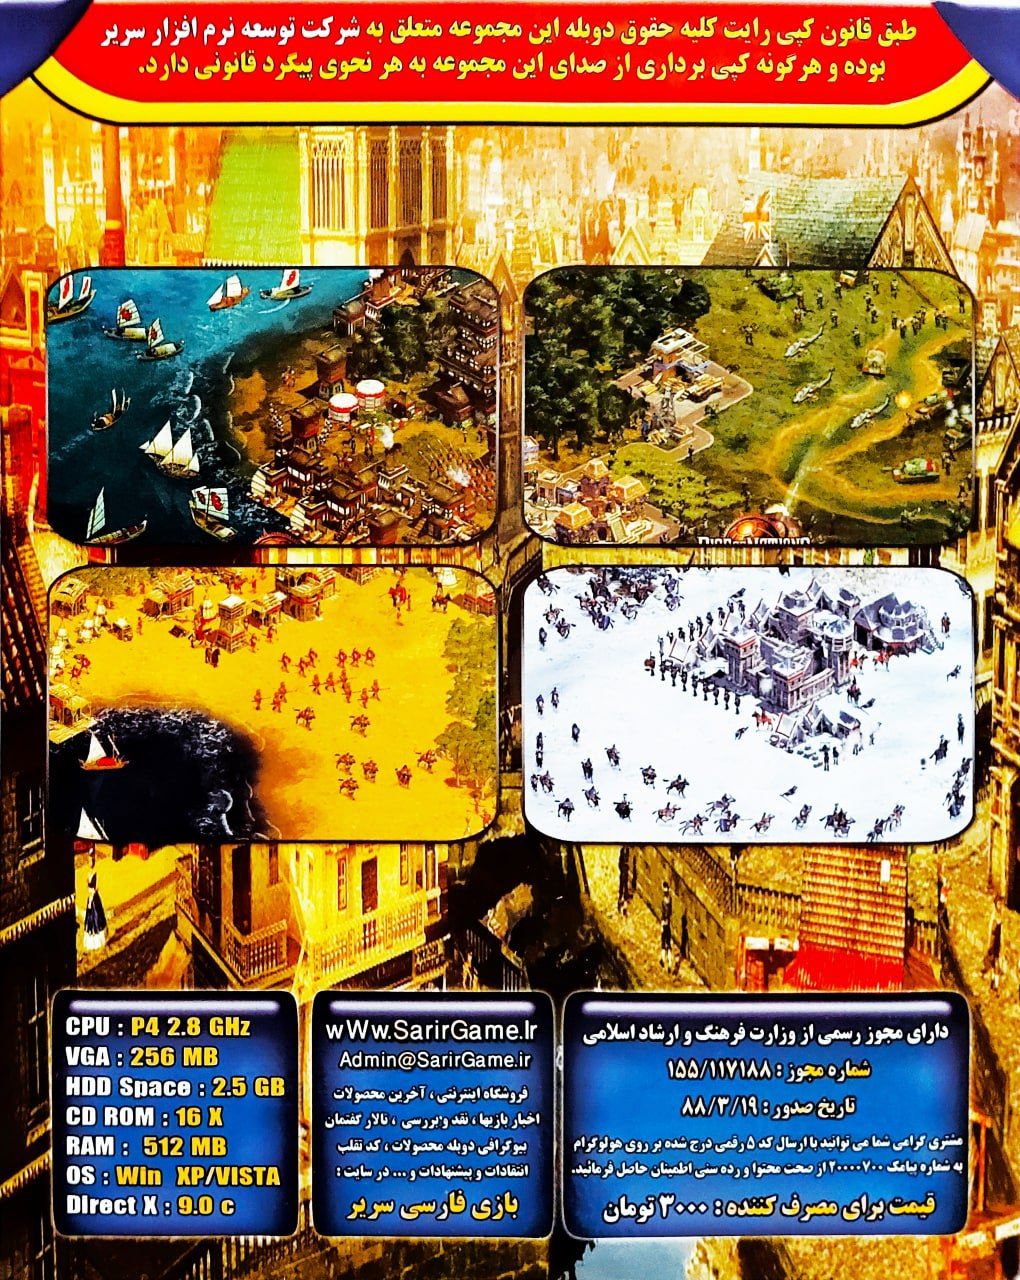 طبق قانون کپی رایت کلیه حقوق دوبله این مجموعه متعلق به شرکت توسعه نرم افزار سریر
بوده و هرگونه کپی برداری از صدای این مجموعه به هر نحوی پیگرد قانونی دارد.
CPU : P4 2.8 GHz
VGA : 256 MB
HDD Space : 2.5 GB
CD ROM : 16 X
RAM : 512 MB
OS : Win XP/VISTA
Direct X : 9.0 c
wWw.SarirGame.Ir
Admin@SarirGame.ir
فروشگاه اینترنتی ، آخرین محصولات
اخبار بازیها ، نقد و بررسی ، تالار گفتمان
بیوگرافی دوبله محصولات ، کد تقلب
انتقادات و پیشنهادات و ... در سایت :
بازی فارسی سریر
دارای مجوز رسمی از وزارت فرهنگ و ارشاد اسلامی
شماره مجوز : ۱۵۵/۱۱۷۱۸۸
تاریخ صدور : ۸۸/۳/۱۹
مشتری گرامی شما می توانید با ارسال کد ۵ رقمی درج شده بر روی هولوگرام
به شماره پیامک ۲۰۰۰۰۷۰۰ از صحت محتوا و رده سنی اطمینان حاصل فرمائید.
قیمت برای مصرف کننده : ۳۰۰۰ تومان